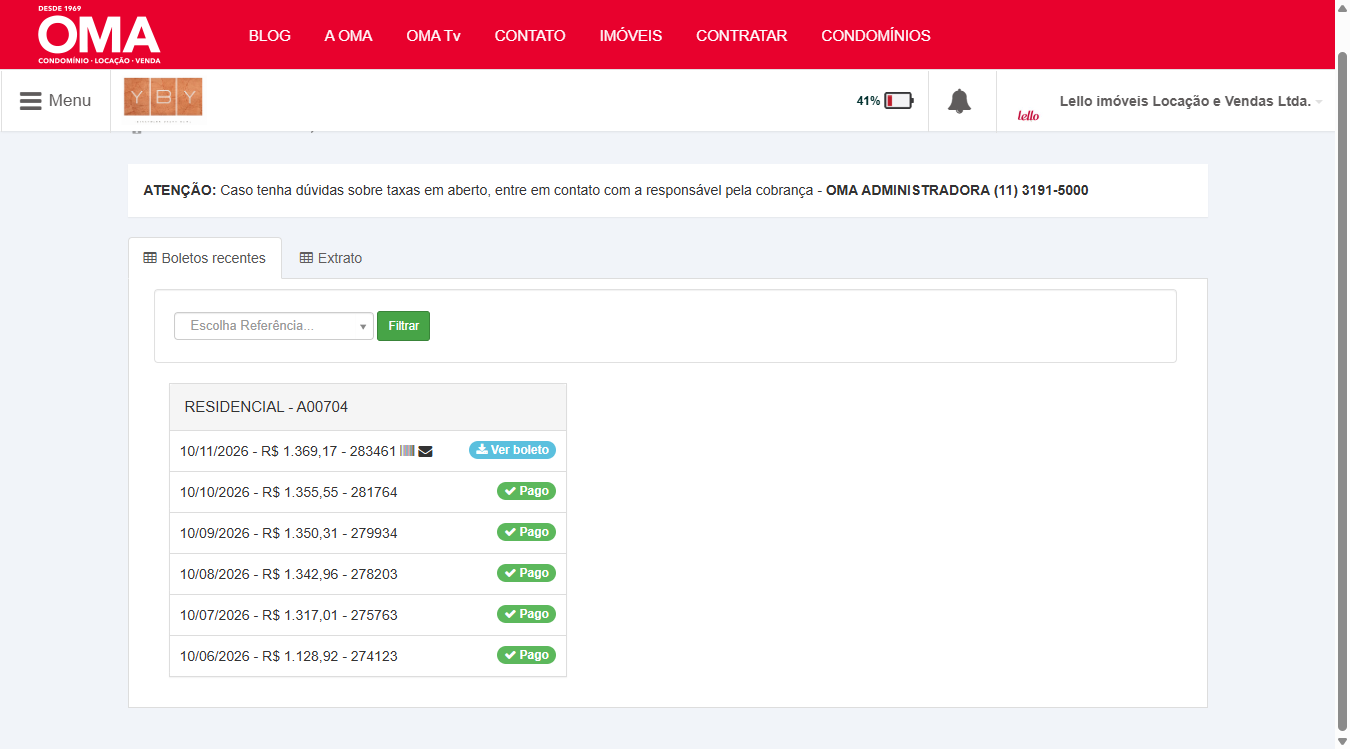 DESDE 1969
OMA
CONDOMÍNIO · LOCAÇÃO · VENDA
BLOG A OMA OMA Tv CONTATO IMÓVEIS CONTRATAR CONDOMÍNIOS
Menu
YBY
41%
lello
Lello imóveis Locação e Vendas Ltda.
ATENÇÃO: Caso tenha dúvidas sobre taxas em aberto, entre em contato com a responsável pela cobrança - OMA ADMINISTRADORA (11) 3191-5000
Boletos recentes Extrato
Escolha Referência... Filtrar
RESIDENCIAL - A00704
10/11/2026 - R$ 1.369,17 - 283461 Ver boleto
10/10/2026 - R$ 1.355,55 - 281764 Pago
10/09/2026 - R$ 1.350,31 - 279934 Pago
10/08/2026 - R$ 1.342,96 - 278203 Pago
10/07/2026 - R$ 1.317,01 - 275763 Pago
10/06/2026 - R$ 1.128,92 - 274123 Pago